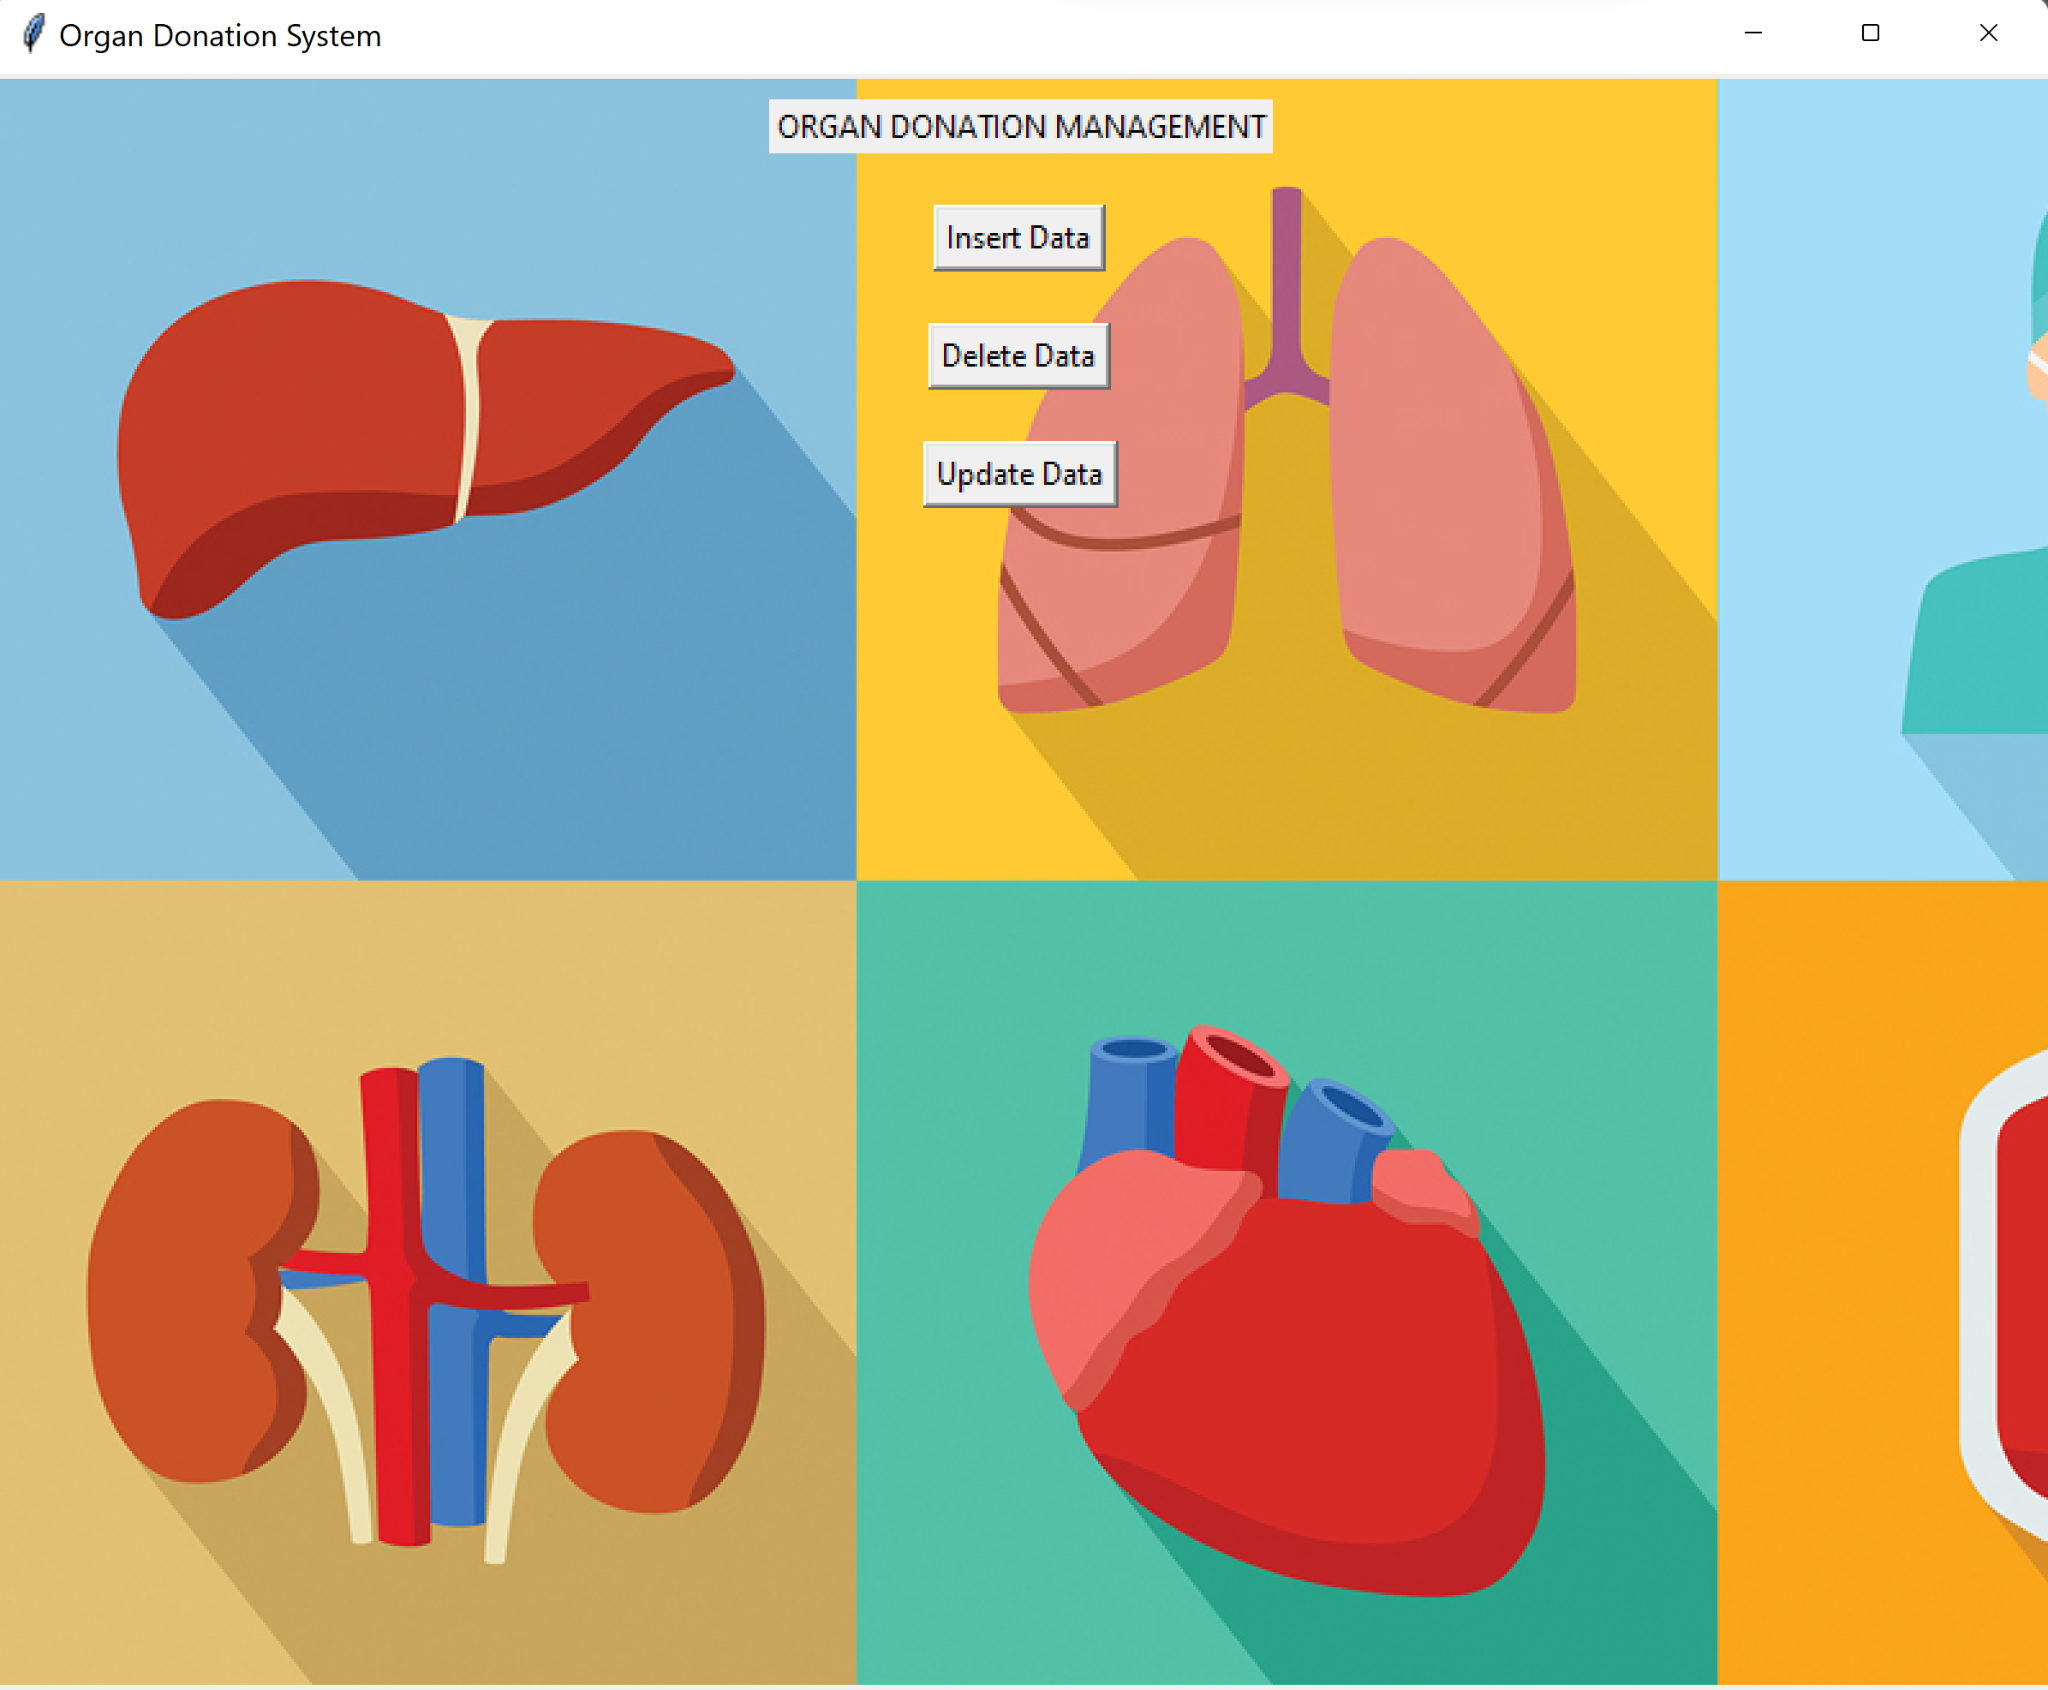 Organ Donation System
ORGAN DONATION MANAGEMENT
Insert Data
Delete Data
Update Data